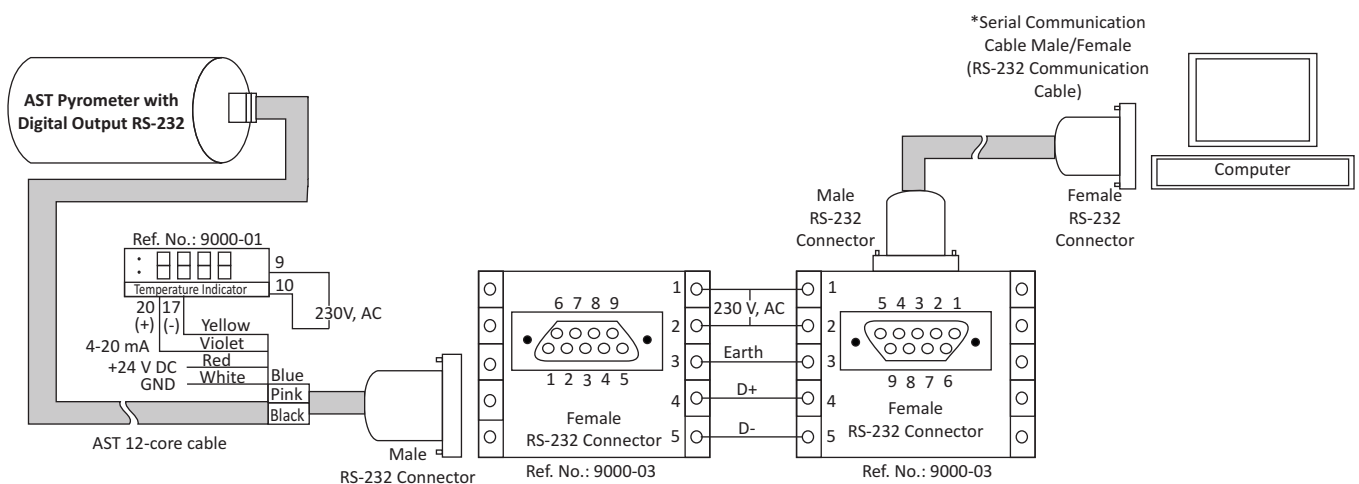 *Serial Communication
Cable Male/Female
(RS-232 Communication
Cable)
AST Pyrometer with
Digital Output RS-232
Computer
Male
RS-232
Connector
Female
RS-232
Connector
Ref. No.: 9000-01
9
Temperature Indicator
10
230V, AC
20 17
(+) (-)
Yellow
4-20 mA Violet
+24 V DC Red
GND White
Blue
Pink
Black
AST 12-core cable
Male
RS-232 Connector
6 7 8 9
1 2 3 4 5
Female
RS-232 Connector
1
2
3
4
5
Ref. No.: 9000-03
230 V, AC
Earth
D+
D-
1
2
3
4
5
5 4 3 2 1
9 8 7 6
Female
RS-232 Connector
Ref. No.: 9000-03